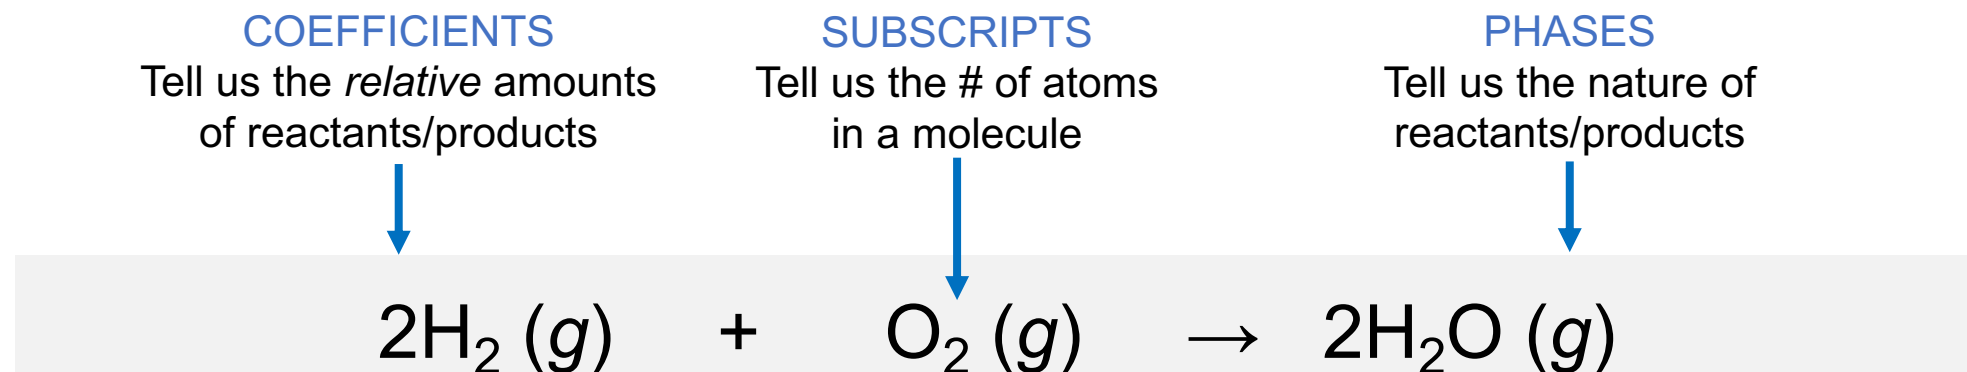 COEFFICIENTS
Tell us the relative amounts
of reactants/products
SUBSCRIPTS
Tell us the # of atoms
in a molecule
PHASES
Tell us the nature of
reactants/products
2H₂ (g) + O₂ (g) → 2H₂O (g)